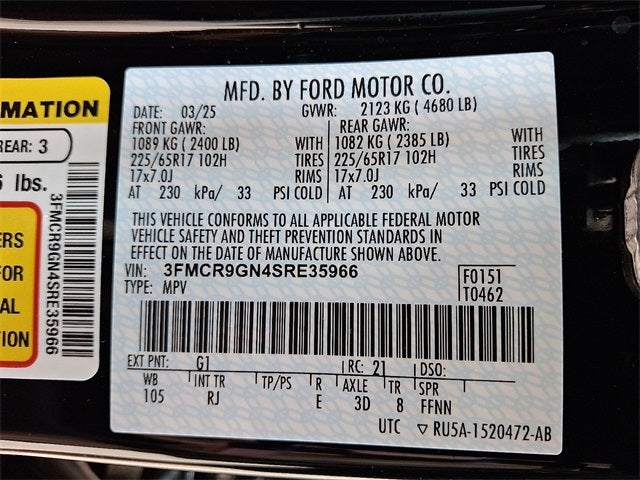 MATION
REAR: 3
lbs.
ERS
FOR
AL
ION
3FMCR9GN4SRE35966
MFD. BY FORD MOTOR CO.
DATE: 03/25 GVWR: 2123 KG ( 4680 LB)
FRONT GAWR: REAR GAWR:
1089 KG ( 2400 LB) WITH 1082 KG ( 2385 LB) WITH
225/65R17 102H TIRES 225/65R17 102H TIRES
17x7.0J RIMS 17x7.0J RIMS
AT 230 kPa/ 33 PSI COLD AT 230 kPa/ 33 PSI COLD
THIS VEHICLE CONFORMS TO ALL APPLICABLE FEDERAL MOTOR
VEHICLE SAFETY AND THEFT PREVENTION STANDARDS IN
EFFECT ON THE DATE OF MANUFACTURE SHOWN ABOVE.
VIN: 3FMCR9GN4SRE35966 F0151
TYPE: MPV T0462
EXT PNT: G1 RC: 21 DSO:
WB INT TR TP/PS R AXLE TR SPR
105 RJ E 3D 8 FFNN
UTC ▽ RU5A-1520472-AB